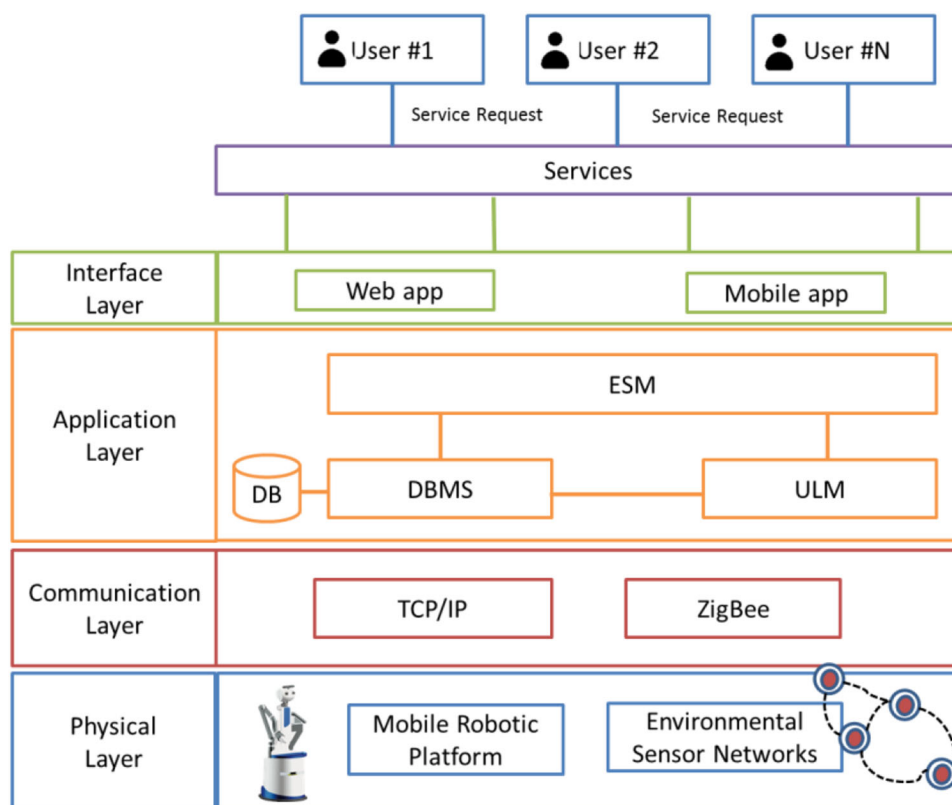 User #1
User #2
User #N
Service Request
Service Request
Services
Interface
Layer
Web app
Mobile app
Application
Layer
ESM
DB
DBMS
ULM
Communication
Layer
TCP/IP
ZigBee
Physical
Layer
Mobile Robotic
Platform
Environmental
Sensor Networks